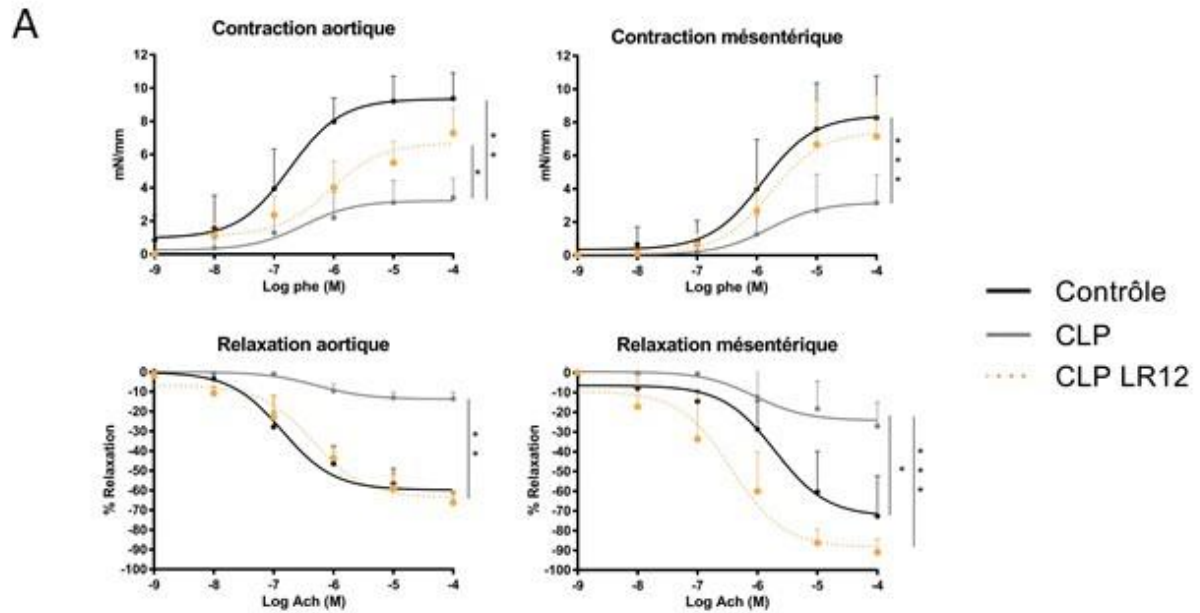 A
Contraction aortique
12
10
8
6
4
2
0
mN/mm
-9 -8 -7 -6 -5 -4
Log phe (M)
* *
*
Contraction mésentérique
12
10
8
6
4
2
0
mN/mm
-9 -8 -7 -6 -5 -4
Log phe (M)
* * *
Relaxation aortique
0
-10
-20
-30
-40
-50
-60
-70
-80
-90
-100
% Relaxation
-9 -8 -7 -6 -5 -4
Log Ach (M)
* *
Relaxation mésentérique
0
-10
-20
-30
-40
-50
-60
-70
-80
-90
-100
% Relaxation
-9 -8 -7 -6 -5 -4
Log Ach (M)
*
* * *
Contrôle
CLP
CLP LR12